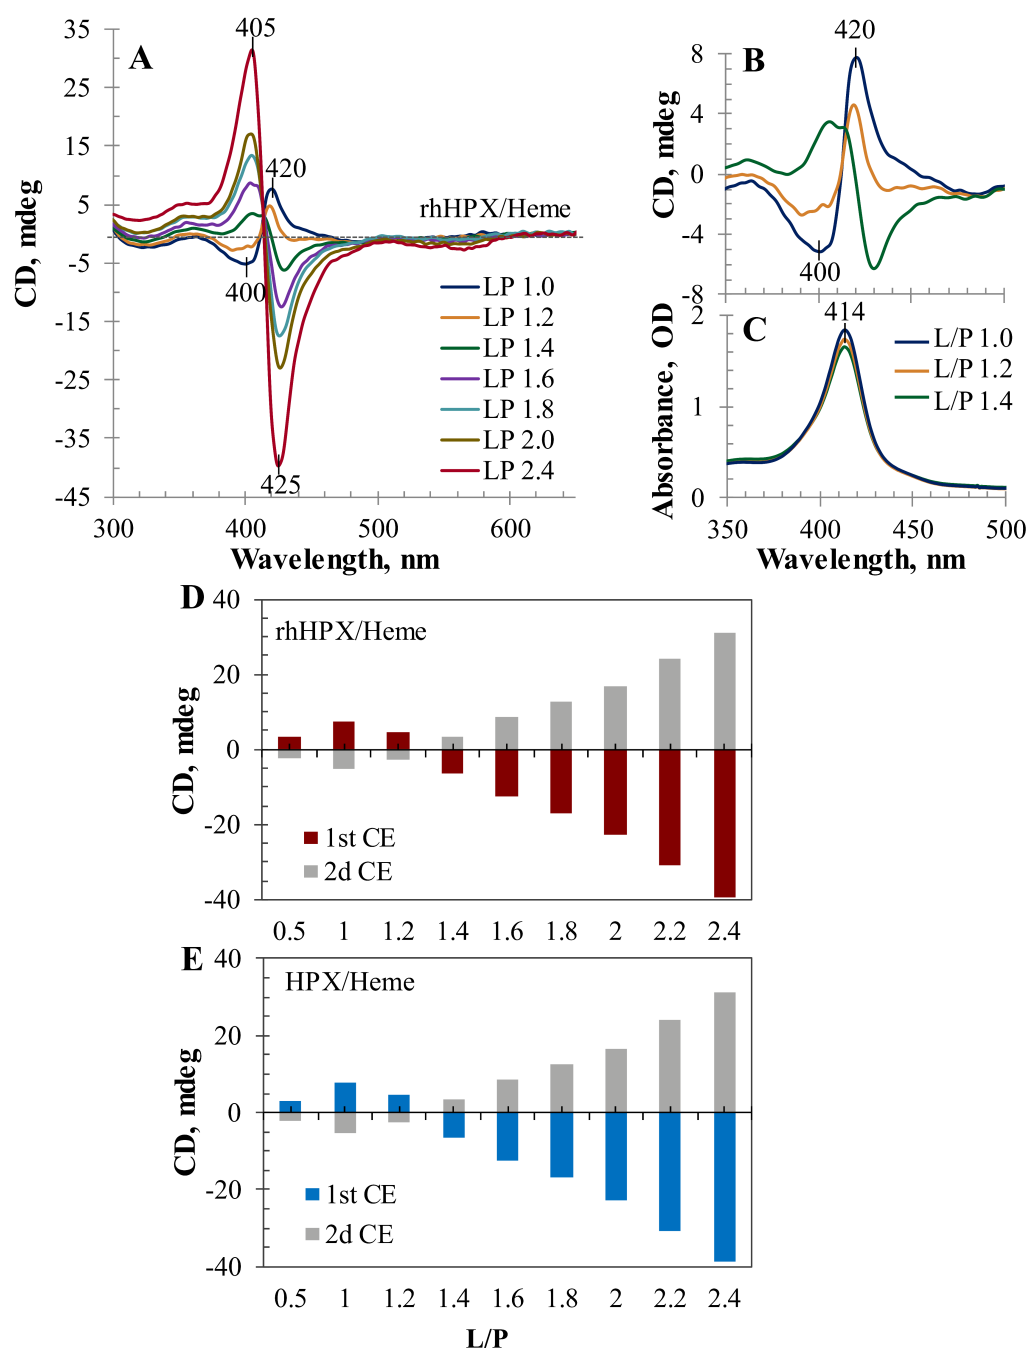 A
405
420
400
425
rhHPX/Heme
CD, mdeg
35
25
15
5
-5
-15
-25
-35
-45
LP 1.0
LP 1.2
LP 1.4
LP 1.6
LP 1.8
LP 2.0
LP 2.4
300
400
500
600
Wavelength, nm
B
420
400
CD, mdeg
8
4
0
-4
-8
C
414
L/P 1.0
L/P 1.2
L/P 1.4
Absorbance, OD
2
1
0
350
400
450
500
Wavelength, nm
D
rhHPX/Heme
CD, mdeg
40
20
0
-20
-40
1st CE
2d CE
0.5 1 1.2 1.4 1.6 1.8 2 2.2 2.4
E
HPX/Heme
CD, mdeg
40
20
0
-20
-40
1st CE
2d CE
0.5 1 1.2 1.4 1.6 1.8 2 2.2 2.4
L/P